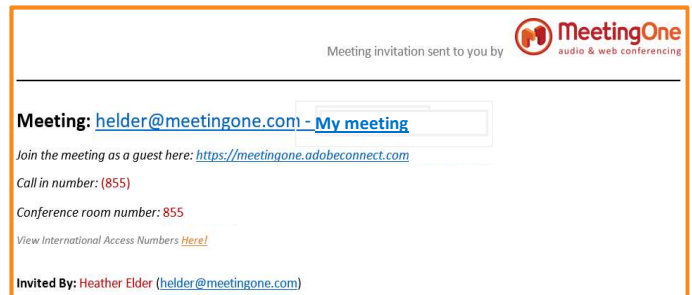 MeetingOne
Meeting invitation sent to you by
audio & web conferencing
Meeting: helder@meetingone.com - My meeting
Join the meeting as a guest here: https://meetingone.adobeconnect.com
Call in number: (855)
Conference room number: 855
View International Access Numbers Here!
Invited By: Heather Elder (helder@meetingone.com)